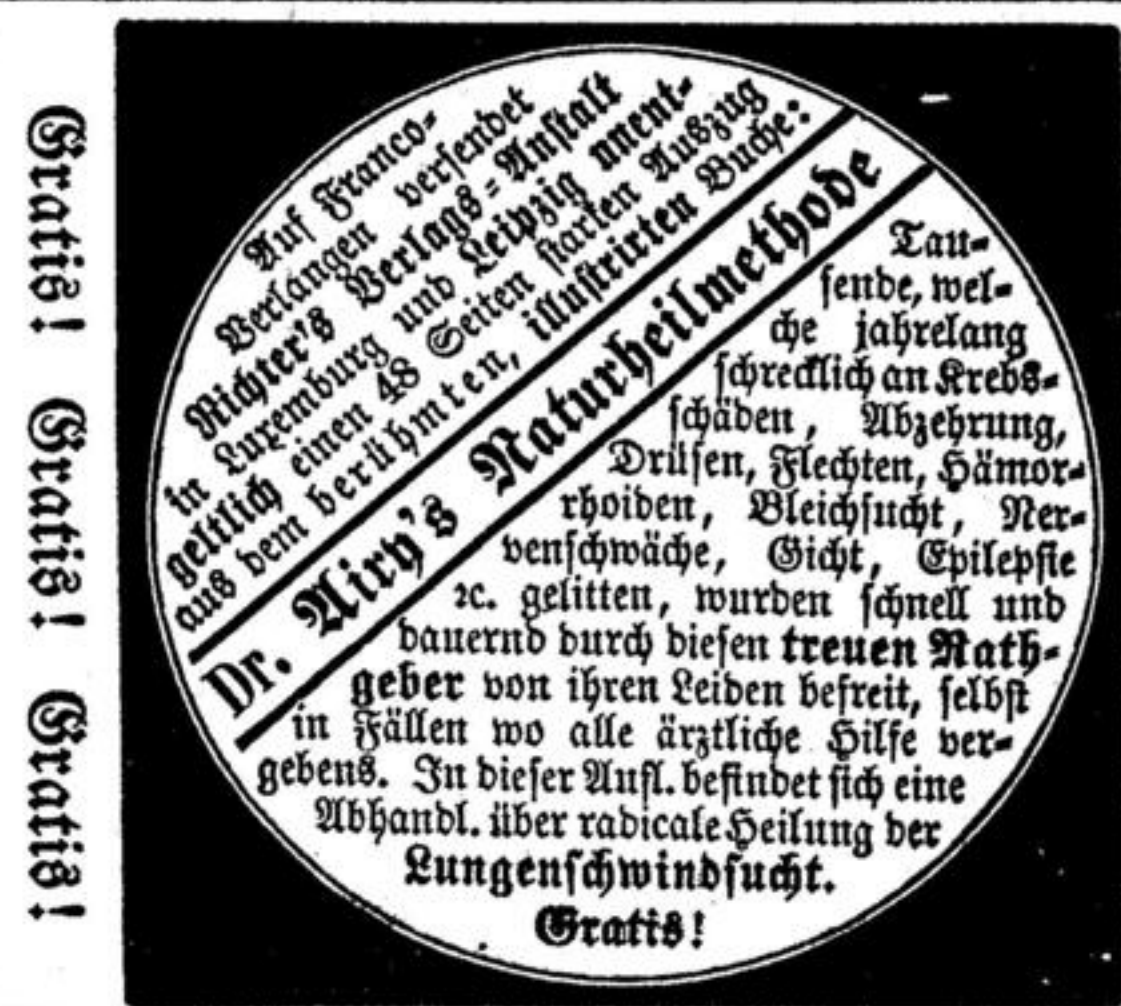 Gratis! Gratis! Gratis!
Auf Franco-
Verlangen versendet
Richter's Verlags-Anstalt
in Luxemburg und Leipzig unent-
geltlich einen 48 Seiten starken Auszug
aus dem berühmten, illustrirten Buche:
Dr. Airy's Naturheilmethode
Tau-
sende, wel-
che jahrelang
schrecklich an Krebs-
schäden, Abzehrung,
Drüsen, Flechten, Hämor-
rhoiden, Bleichsucht, Ner-
venschwäche, Gicht, Epilepsie
ꝛc. gelitten, wurden schnell und
dauernd durch diesen treuen Rath-
geber von ihren Leiden befreit, selbst
in Fällen wo alle ärztliche Hilfe ver-
gebens. In dieser Aufl. befindet sich eine
Abhandl. über radicale Heilung der
Lungenschwindsucht.
Gratis!